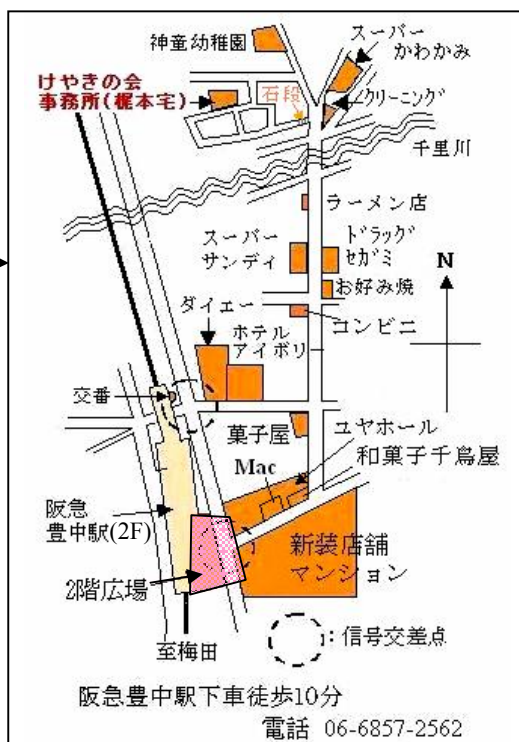 神童幼稚園
スーパー
かわかみ
けやきの会
事務所(梶本宅)
石段
クリーニング
千里川
ラーメン店
スーパー
サンディ
ドラッグ
セガミ
N
お好み焼
ダイエー
コンビニ
ホテル
アイボリ
交番
菓子屋
ユヤホール
和菓子千鳥屋
Mac
阪急
豊中駅(2F)
新装店舗
マンション
2階広場
:信号交差点
至梅田
阪急豊中駅下車徒歩10分
電話 06-6857-2562